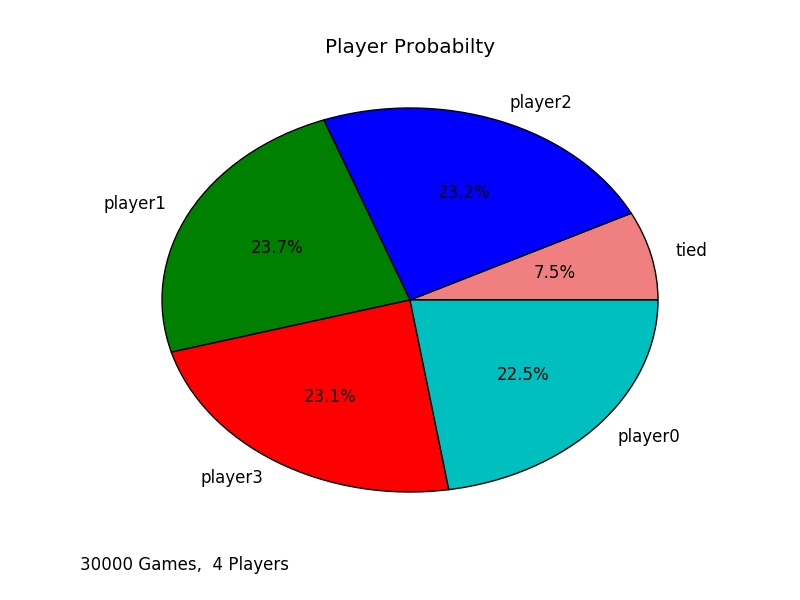 Player Probabilty
player2
player1
23.2%
23.7%
tied
7.5%
22.5%
23.1%
player0
player3
30000 Games,  4 Players